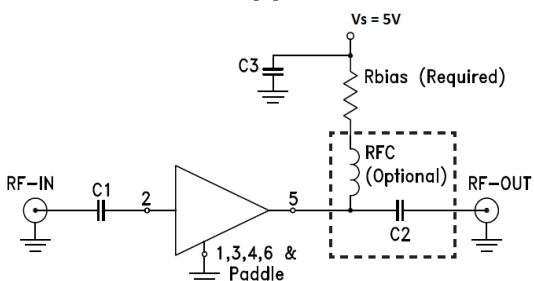 Vs = 5V
C3
Rbias (Required)
RFC
(Optional)
RF-IN
C1
2
5
RF-OUT
C2
1,3,4,6 &
Paddle